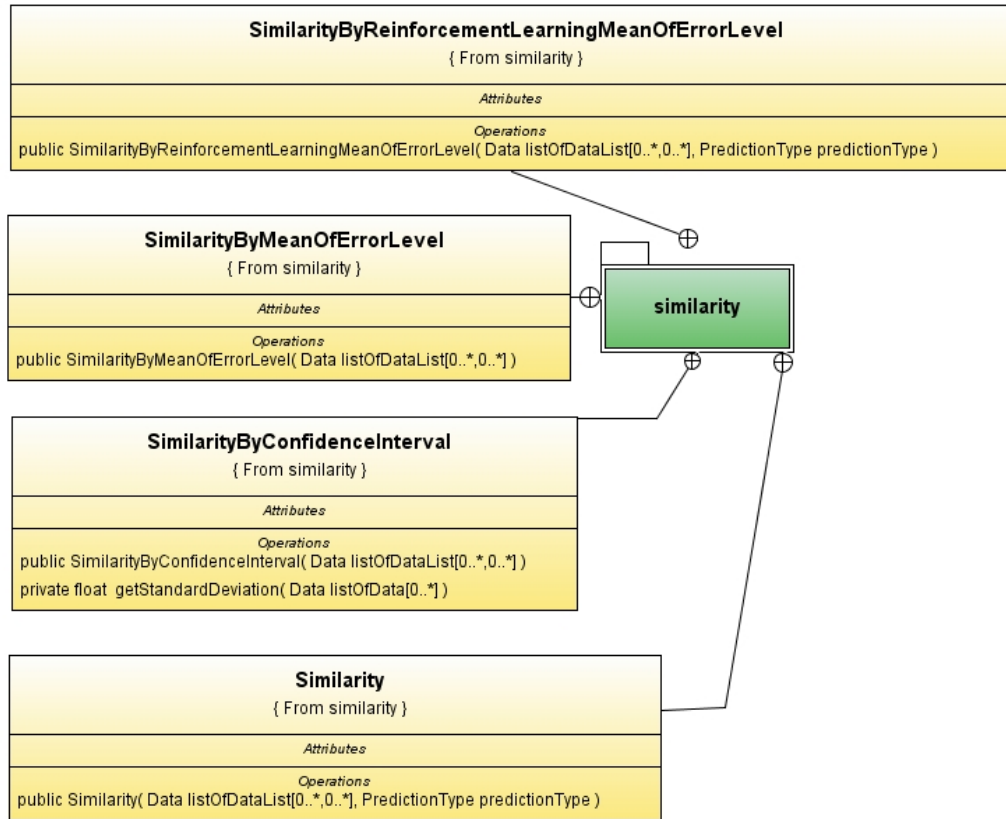 SimilarityByReinforcementLearningMeanOfErrorLevel
{ From similarity }
Attributes
Operations
public SimilarityByReinforcementLearningMeanOfErrorLevel( Data listOfDataList[0..*,0..*], PredictionType predictionType )
SimilarityByMeanOfErrorLevel
{ From similarity }
Attributes
Operations
public SimilarityByMeanOfErrorLevel( Data listOfDataList[0..*,0..*] )
similarity
SimilarityByConfidenceInterval
{ From similarity }
Attributes
Operations
public SimilarityByConfidenceInterval( Data listOfDataList[0..*,0..*] )
private float  getStandardDeviation( Data listOfData[0..*] )
Similarity
{ From similarity }
Attributes
Operations
public Similarity( Data listOfDataList[0..*,0..*], PredictionType predictionType )